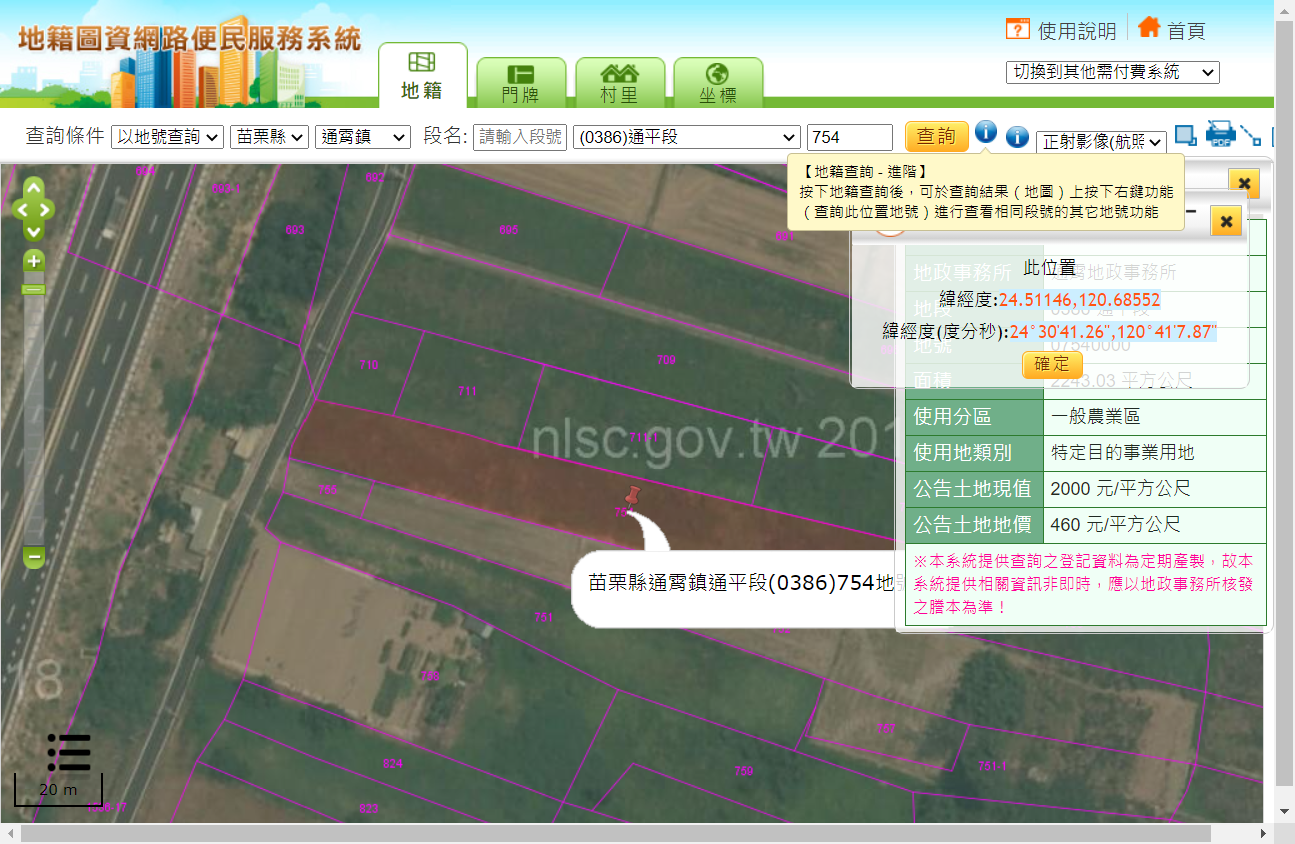 地籍圖資網路便民服務系統
使用說明
首頁
切換到其他需付費系統
地籍
門牌
村里
坐標
查詢條件
以地號查詢
苗栗縣
通霄鎮
段名:
請輸入段號
(0386)通平段
754
查詢
正射影像(航照
PDF
【地籍查詢 - 進階】
按下地籍查詢後，可於查詢結果（地圖）上按下右鍵功能
（查詢此位置地號）進行查看相同段號的其它地號功能
此位置
緯經度:24.51146,120.68552
緯經度(度分秒):24°30'41.26",120°41'7.87"
確定
地政事務所
通霄地政事務所
地段
0386 通平段
地號
07540000
面積
2243.03 平方公尺
使用分區 一般農業區
使用地類別 特定目的事業用地
公告土地現值 2000 元/平方公尺
公告土地地價 460 元/平方公尺
※本系統提供查詢之登記資料為定期產製，故本
系統提供相關資訊非即時，應以地政事務所核發
之謄本為準！
693
695
710
709
711
nlsc.gov.tw 201
苗栗縣通霄鎮通平段(0386)754地號
761
824
759
823
751-1
18
20 m